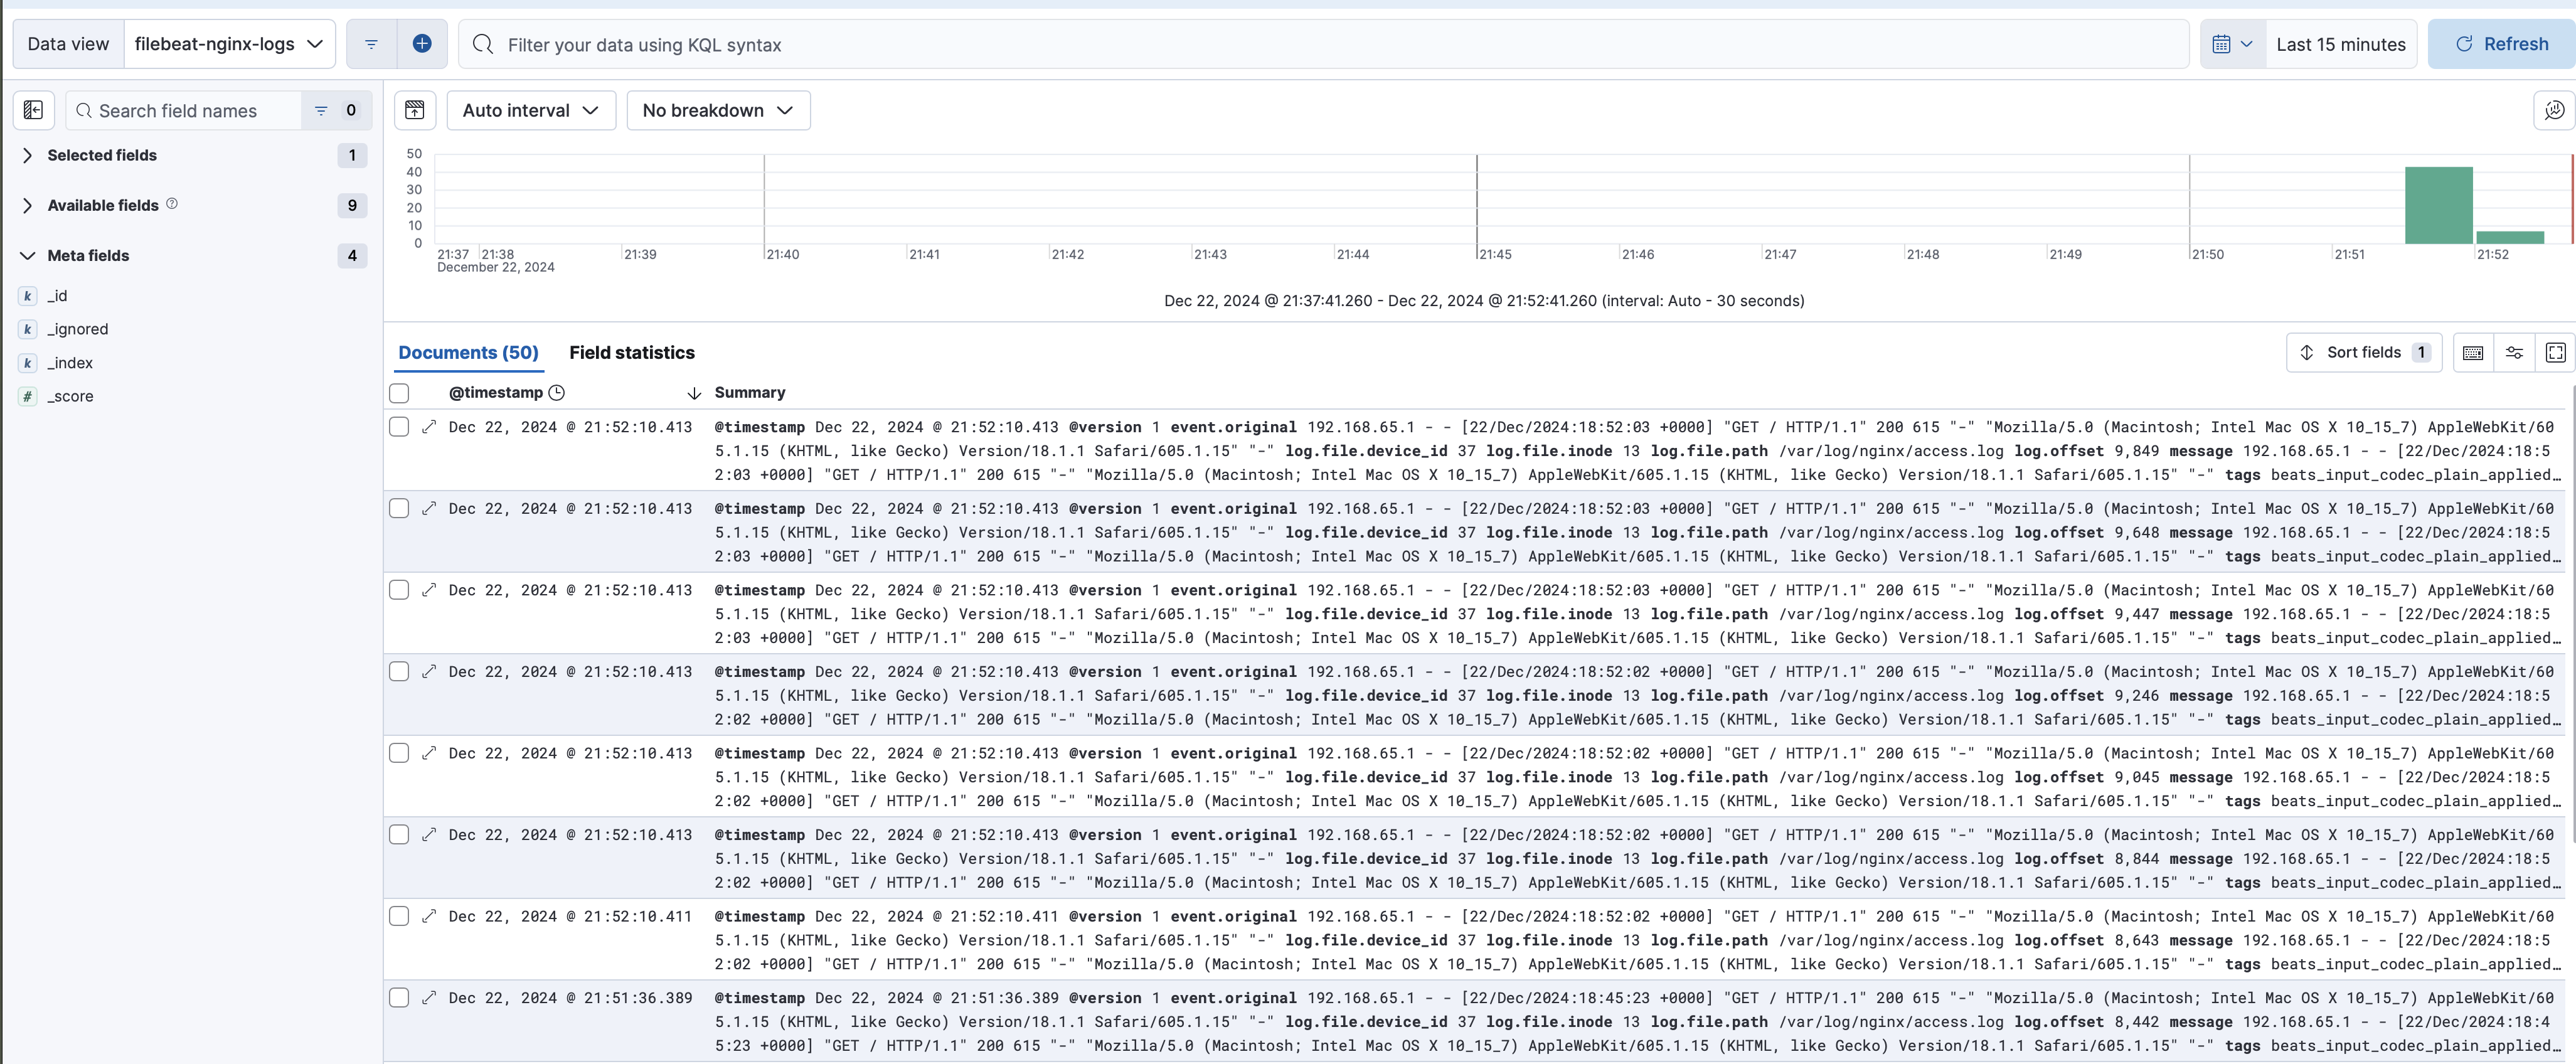 Data view filebeat-nginx-logs Filter your data using KQL syntax Last 15 minutes Refresh
Search field names 0 Auto interval No breakdown
Selected fields 1
Available fields 9
Meta fields 4
k _id
k _ignored
k _index
# _score
50
40
30
20
10
0
21:37 21:38 21:39 21:40 21:41 21:42 21:43 21:44 21:45 21:46 21:47 21:48 21:49 21:50 21:51 21:52
December 22, 2024
Dec 22, 2024 @ 21:37:41.260 - Dec 22, 2024 @ 21:52:41.260 (interval: Auto - 30 seconds)
Documents (50) Field statistics Sort fields 1
@timestamp Summary
Dec 22, 2024 @ 21:52:10.413 @timestamp Dec 22, 2024 @ 21:52:10.413 @version 1 event.original 192.168.65.1 - - [22/Dec/2024:18:52:03 +0000] "GET / HTTP/1.1" 200 615 "-" "Mozilla/5.0 (Macintosh; Intel Mac OS X 10_15_7) AppleWebKit/60
5.1.15 (KHTML, like Gecko) Version/18.1.1 Safari/605.1.15" "-" log.file.device_id 37 log.file.inode 13 log.file.path /var/log/nginx/access.log log.offset 9,849 message 192.168.65.1 - - [22/Dec/2024:18:5
2:03 +0000] "GET / HTTP/1.1" 200 615 "-" "Mozilla/5.0 (Macintosh; Intel Mac OS X 10_15_7) AppleWebKit/605.1.15 (KHTML, like Gecko) Version/18.1.1 Safari/605.1.15" "-" tags beats_input_codec_plain_applied…
Dec 22, 2024 @ 21:52:10.413 @timestamp Dec 22, 2024 @ 21:52:10.413 @version 1 event.original 192.168.65.1 - - [22/Dec/2024:18:52:03 +0000] "GET / HTTP/1.1" 200 615 "-" "Mozilla/5.0 (Macintosh; Intel Mac OS X 10_15_7) AppleWebKit/60
5.1.15 (KHTML, like Gecko) Version/18.1.1 Safari/605.1.15" "-" log.file.device_id 37 log.file.inode 13 log.file.path /var/log/nginx/access.log log.offset 9,648 message 192.168.65.1 - - [22/Dec/2024:18:5
2:03 +0000] "GET / HTTP/1.1" 200 615 "-" "Mozilla/5.0 (Macintosh; Intel Mac OS X 10_15_7) AppleWebKit/605.1.15 (KHTML, like Gecko) Version/18.1.1 Safari/605.1.15" "-" tags beats_input_codec_plain_applied…
Dec 22, 2024 @ 21:52:10.413 @timestamp Dec 22, 2024 @ 21:52:10.413 @version 1 event.original 192.168.65.1 - - [22/Dec/2024:18:52:03 +0000] "GET / HTTP/1.1" 200 615 "-" "Mozilla/5.0 (Macintosh; Intel Mac OS X 10_15_7) AppleWebKit/60
5.1.15 (KHTML, like Gecko) Version/18.1.1 Safari/605.1.15" "-" log.file.device_id 37 log.file.inode 13 log.file.path /var/log/nginx/access.log log.offset 9,447 message 192.168.65.1 - - [22/Dec/2024:18:5
2:03 +0000] "GET / HTTP/1.1" 200 615 "-" "Mozilla/5.0 (Macintosh; Intel Mac OS X 10_15_7) AppleWebKit/605.1.15 (KHTML, like Gecko) Version/18.1.1 Safari/605.1.15" "-" tags beats_input_codec_plain_applied…
Dec 22, 2024 @ 21:52:10.413 @timestamp Dec 22, 2024 @ 21:52:10.413 @version 1 event.original 192.168.65.1 - - [22/Dec/2024:18:52:02 +0000] "GET / HTTP/1.1" 200 615 "-" "Mozilla/5.0 (Macintosh; Intel Mac OS X 10_15_7) AppleWebKit/60
5.1.15 (KHTML, like Gecko) Version/18.1.1 Safari/605.1.15" "-" log.file.device_id 37 log.file.inode 13 log.file.path /var/log/nginx/access.log log.offset 9,246 message 192.168.65.1 - - [22/Dec/2024:18:5
2:02 +0000] "GET / HTTP/1.1" 200 615 "-" "Mozilla/5.0 (Macintosh; Intel Mac OS X 10_15_7) AppleWebKit/605.1.15 (KHTML, like Gecko) Version/18.1.1 Safari/605.1.15" "-" tags beats_input_codec_plain_applied…
Dec 22, 2024 @ 21:52:10.413 @timestamp Dec 22, 2024 @ 21:52:10.413 @version 1 event.original 192.168.65.1 - - [22/Dec/2024:18:52:02 +0000] "GET / HTTP/1.1" 200 615 "-" "Mozilla/5.0 (Macintosh; Intel Mac OS X 10_15_7) AppleWebKit/60
5.1.15 (KHTML, like Gecko) Version/18.1.1 Safari/605.1.15" "-" log.file.device_id 37 log.file.inode 13 log.file.path /var/log/nginx/access.log log.offset 9,045 message 192.168.65.1 - - [22/Dec/2024:18:5
2:02 +0000] "GET / HTTP/1.1" 200 615 "-" "Mozilla/5.0 (Macintosh; Intel Mac OS X 10_15_7) AppleWebKit/605.1.15 (KHTML, like Gecko) Version/18.1.1 Safari/605.1.15" "-" tags beats_input_codec_plain_applied…
Dec 22, 2024 @ 21:52:10.413 @timestamp Dec 22, 2024 @ 21:52:10.413 @version 1 event.original 192.168.65.1 - - [22/Dec/2024:18:52:02 +0000] "GET / HTTP/1.1" 200 615 "-" "Mozilla/5.0 (Macintosh; Intel Mac OS X 10_15_7) AppleWebKit/60
5.1.15 (KHTML, like Gecko) Version/18.1.1 Safari/605.1.15" "-" log.file.device_id 37 log.file.inode 13 log.file.path /var/log/nginx/access.log log.offset 8,844 message 192.168.65.1 - - [22/Dec/2024:18:5
2:02 +0000] "GET / HTTP/1.1" 200 615 "-" "Mozilla/5.0 (Macintosh; Intel Mac OS X 10_15_7) AppleWebKit/605.1.15 (KHTML, like Gecko) Version/18.1.1 Safari/605.1.15" "-" tags beats_input_codec_plain_applied…
Dec 22, 2024 @ 21:52:10.411 @timestamp Dec 22, 2024 @ 21:52:10.411 @version 1 event.original 192.168.65.1 - - [22/Dec/2024:18:52:02 +0000] "GET / HTTP/1.1" 200 615 "-" "Mozilla/5.0 (Macintosh; Intel Mac OS X 10_15_7) AppleWebKit/60
5.1.15 (KHTML, like Gecko) Version/18.1.1 Safari/605.1.15" "-" log.file.device_id 37 log.file.inode 13 log.file.path /var/log/nginx/access.log log.offset 8,643 message 192.168.65.1 - - [22/Dec/2024:18:5
2:02 +0000] "GET / HTTP/1.1" 200 615 "-" "Mozilla/5.0 (Macintosh; Intel Mac OS X 10_15_7) AppleWebKit/605.1.15 (KHTML, like Gecko) Version/18.1.1 Safari/605.1.15" "-" tags beats_input_codec_plain_applied…
Dec 22, 2024 @ 21:51:36.389 @timestamp Dec 22, 2024 @ 21:51:36.389 @version 1 event.original 192.168.65.1 - - [22/Dec/2024:18:45:23 +0000] "GET / HTTP/1.1" 200 615 "-" "Mozilla/5.0 (Macintosh; Intel Mac OS X 10_15_7) AppleWebKit/60
5.1.15 (KHTML, like Gecko) Version/18.1.1 Safari/605.1.15" "-" log.file.device_id 37 log.file.inode 13 log.file.path /var/log/nginx/access.log log.offset 8,442 message 192.168.65.1 - - [22/Dec/2024:18:4
5:23 +0000] "GET / HTTP/1.1" 200 615 "-" "Mozilla/5.0 (Macintosh; Intel Mac OS X 10_15_7) AppleWebKit/605.1.15 (KHTML, like Gecko) Version/18.1.1 Safari/605.1.15" "-" tags beats_input_codec_plain_applied…